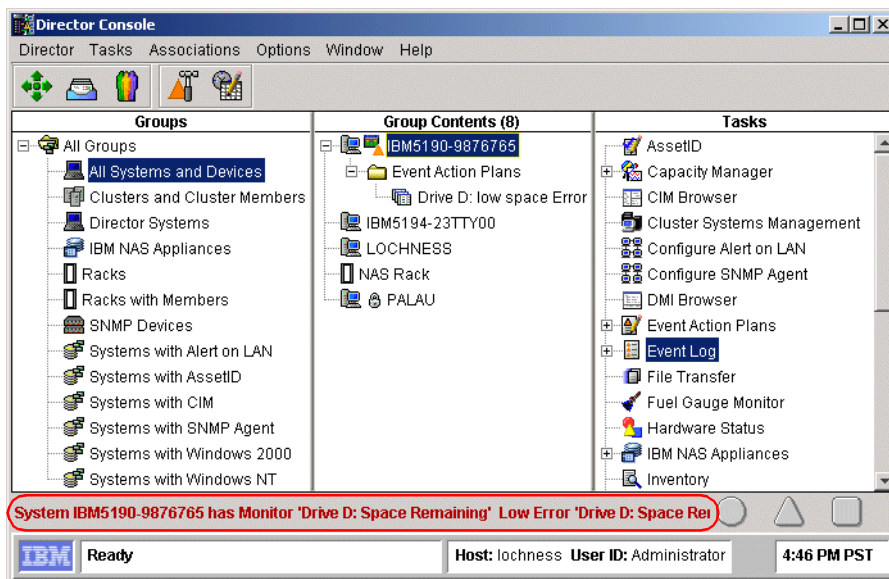 Director Console
Director Tasks Associations Options Window Help
Groups
All Groups
All Systems and Devices
Clusters and Cluster Members
Director Systems
IBM NAS Appliances
Racks
Racks with Members
SNMP Devices
Systems with Alert on LAN
Systems with AssetID
Systems with CIM
Systems with SNMP Agent
Systems with Windows 2000
Systems with Windows NT
Group Contents (8)
IBM5190-9876765
Event Action Plans
Drive D: low space Error
IBM5194-23TTY00
LOCHNESS
NAS Rack
PALAU
Tasks
AssetID
Capacity Manager
CIM Browser
Cluster Systems Management
Configure Alert on LAN
Configure SNMP Agent
DMI Browser
Event Action Plans
Event Log
File Transfer
Fuel Gauge Monitor
Hardware Status
IBM NAS Appliances
Inventory
System IBM5190-9876765 has Monitor 'Drive D: Space Remaining' Low Error 'Drive D: Space
IBM Ready Host: lochness User ID: Administrator 4:46 PM PST